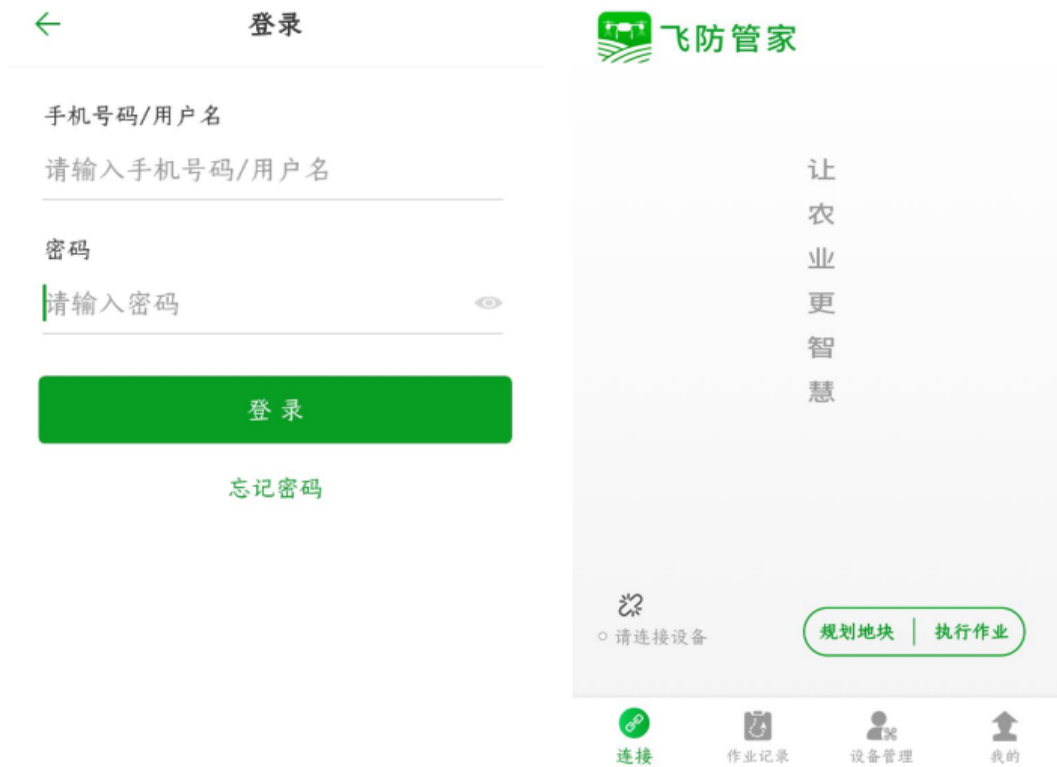 登录
手机号码/用户名
请输入手机号码/用户名
密码
请输入密码
登录
忘记密码
飞防管家
让农业更智慧
请连接设备
规划地块 | 执行作业
连接
作业记录
设备管理
我的